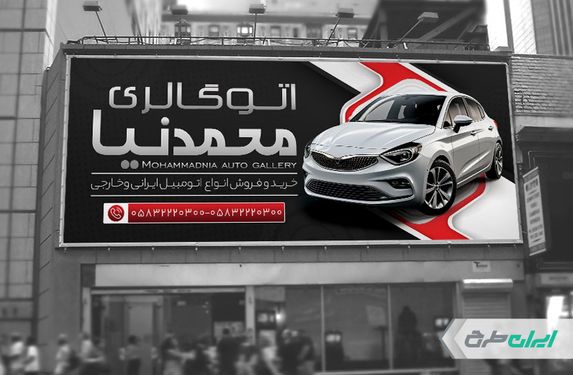 اتوگالری
محمدنیا
MOHAMMADNIA AUTO GALLERY
خرید و فروش انواع اتومبیل ایرانی و خارجی
۰۵۸۳۲۲۲۰۳۰۰-۰۵۸۳۲۲۲۰۳۰۰
ایران طرح